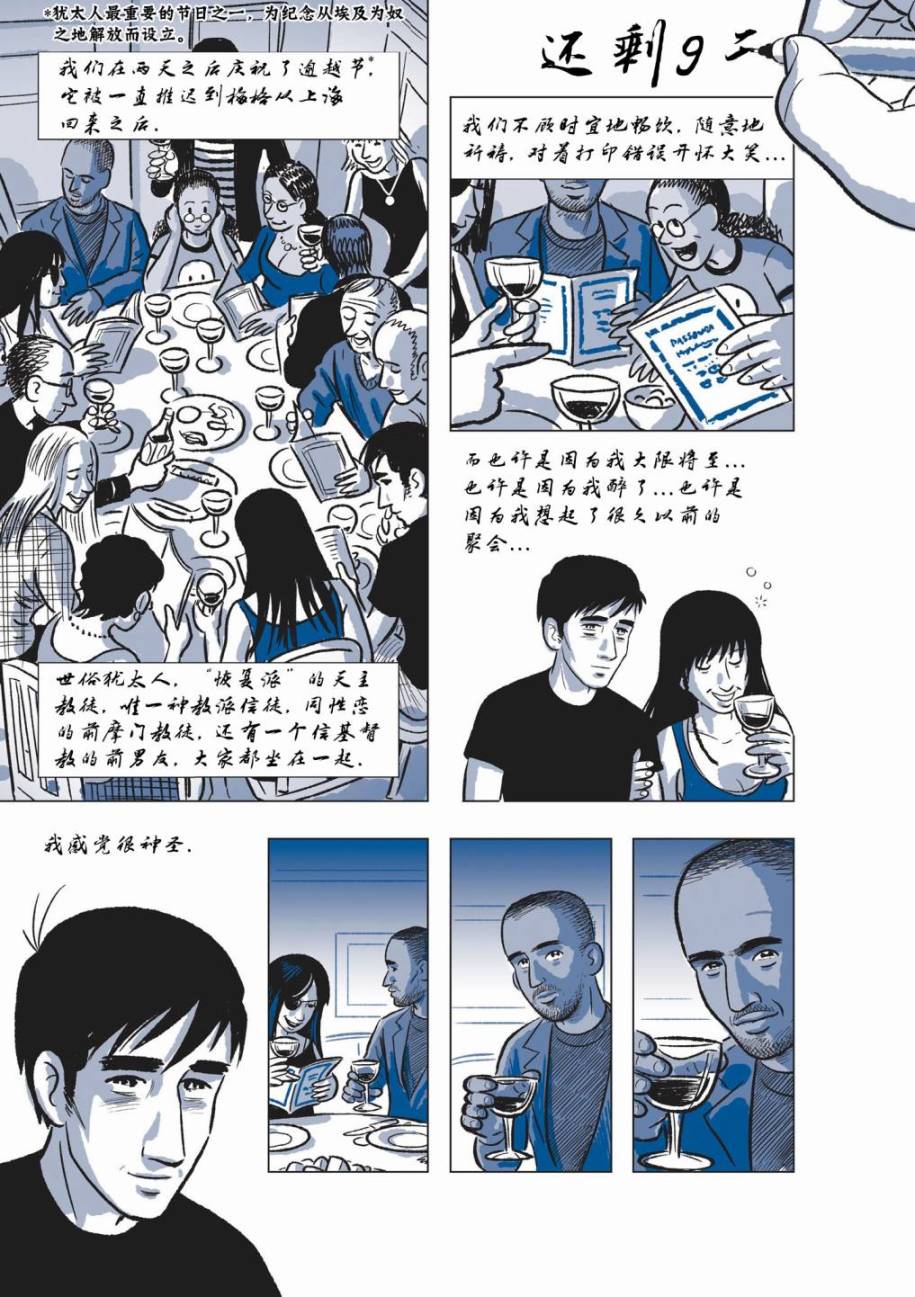 *犹太人最重要的节日之一，为纪念从埃及为奴
之地解放而设立。
我们在两天之后庆祝了逾越节*，
它被一直推迟到梅格从上海
回来之后．
世俗犹太人，“恢复派”的天主
教徒，唯一种教派信徒，同性恋
的前摩门教徒，还有一个信基督
教的前男友，大家都坐在一起．
还剩9
我们不顾时宜地畅饮，随意地
祈祷，对着打印错误开怀大笑…
PASSOVER
而也许是因为我大限将至…
也许是因为我醉了…也许是
因为我想起了很久以前的
聚会…
我感觉很神圣．